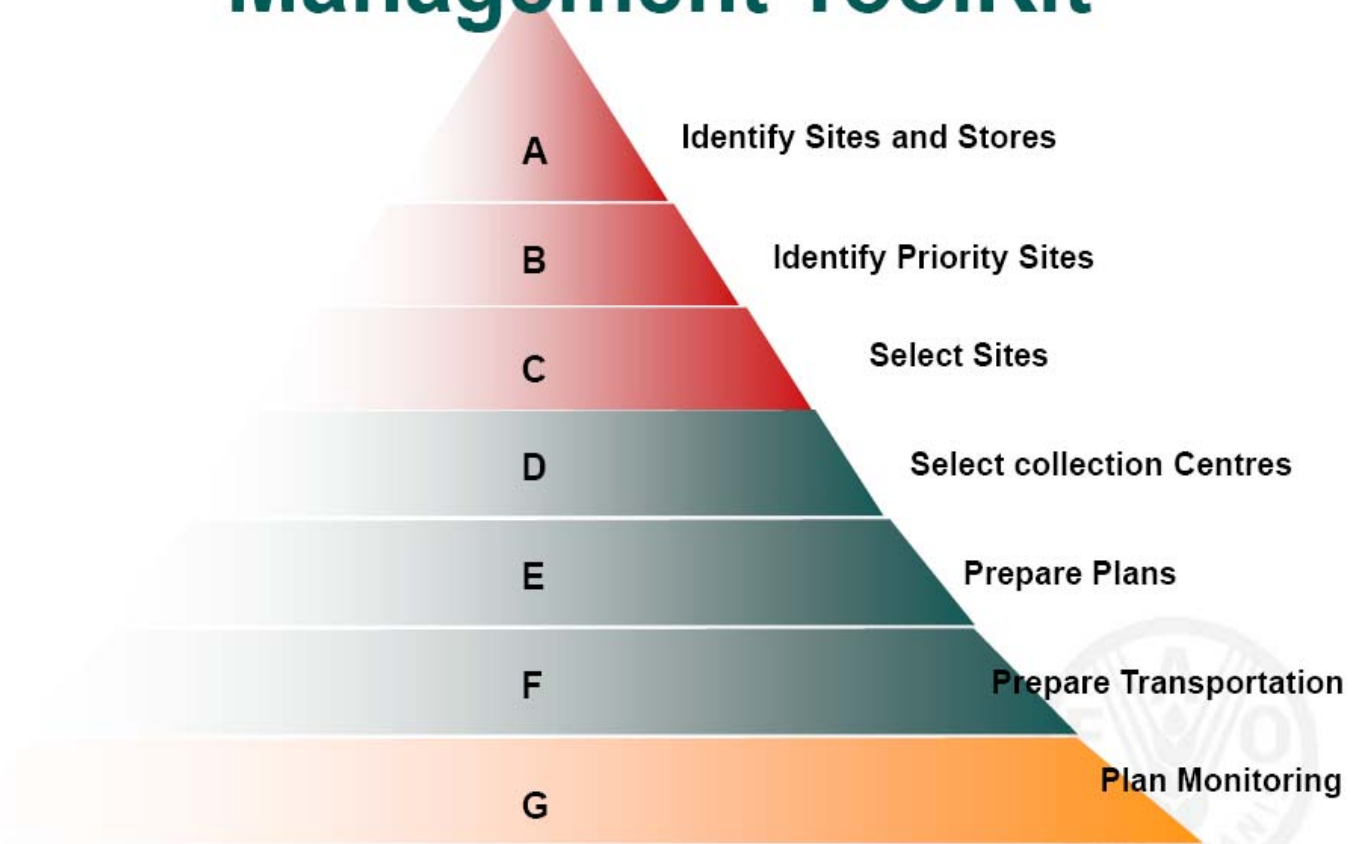 Management ToolKit
A
Identify Sites and Stores
B
Identify Priority Sites
C
Select Sites
D
Select collection Centres
E
Prepare Plans
F
Prepare Transportation
G
Plan Monitoring
F A O